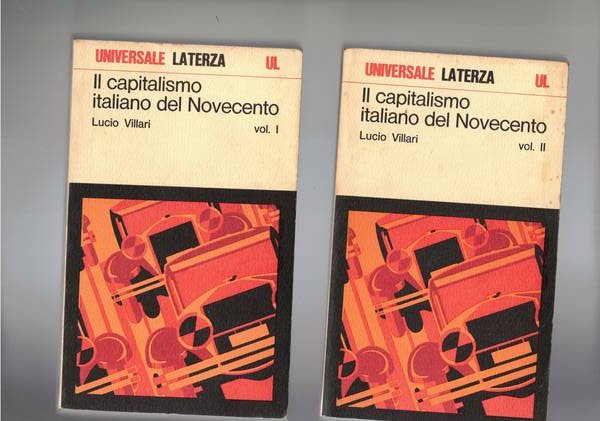 UNIVERSALE LATERZA UL
Il capitalismo
italiano del Novecento
Lucio Villari vol. I
UNIVERSALE LATERZA UL
Il capitalismo
italiano del Novecento
Lucio Villari vol. II